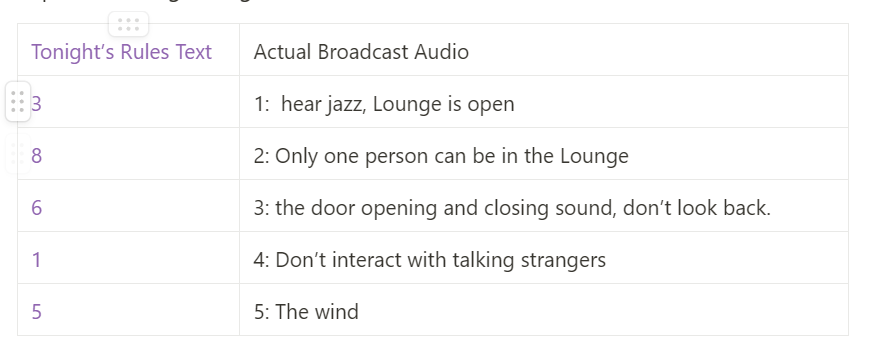 Tonight’s Rules Text Actual Broadcast Audio
3 1:  hear jazz, Lounge is open
8 2: Only one person can be in the Lounge
6 3: the door opening and closing sound, don’t look back.
1 4: Don’t interact with talking strangers
5 5: The wind